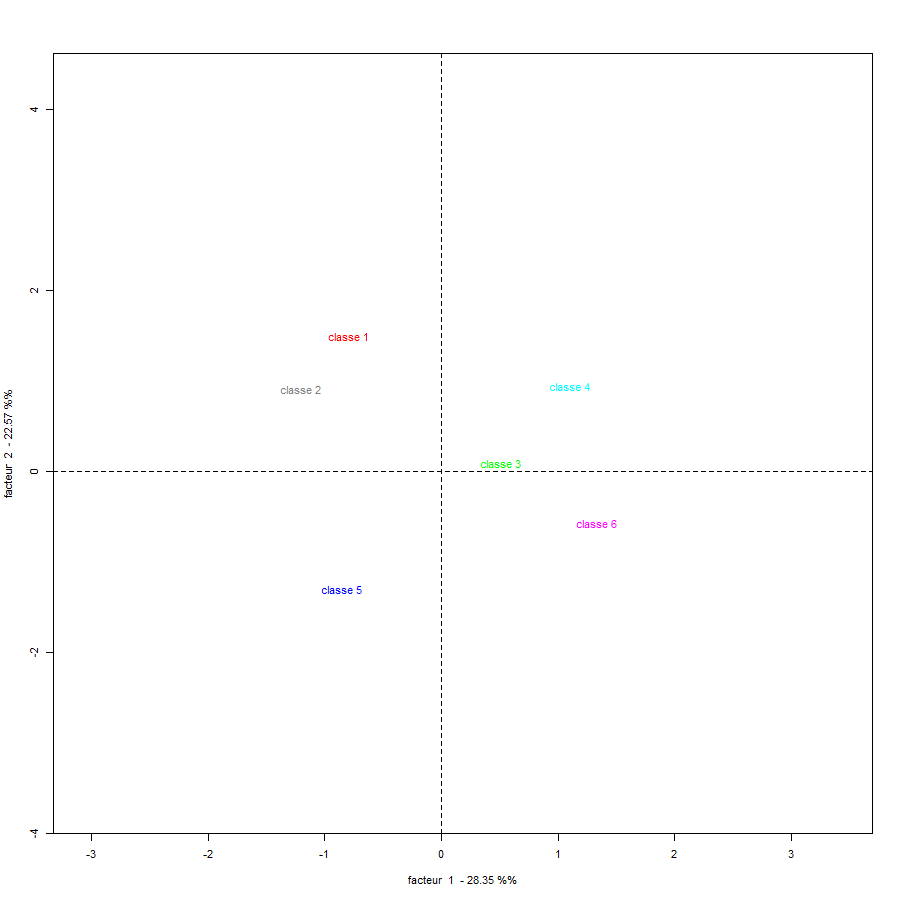 4
2
0
-2
-4
facteur 2 - 22.57 %%
classe 1
classe 4
classe 2
classe 3
classe 6
classe 5
-3 -2 -1 0 1 2 3
facteur 1 - 28.35 %%